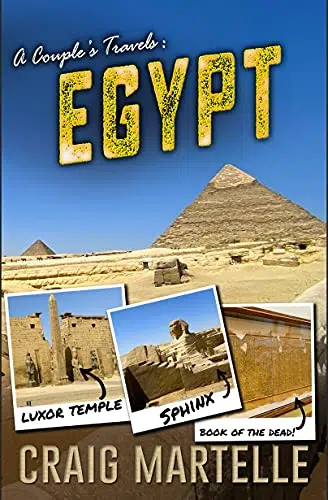 A Couple's Travels:
EGYPT
LUXOR TEMPLE
SPHINX
BOOK OF THE DEAD!
CRAIG MARTELLE